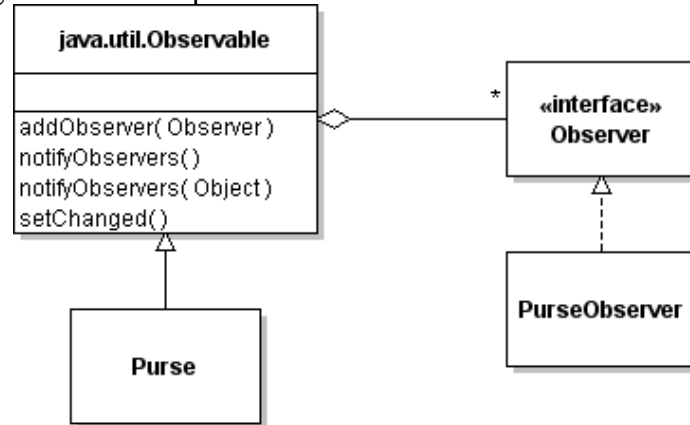 java.util.Observable
addObserver( Observer )
notifyObservers( )
notifyObservers( Object )
setChanged( )
*
«interface»
Observer
Purse
PurseObserver